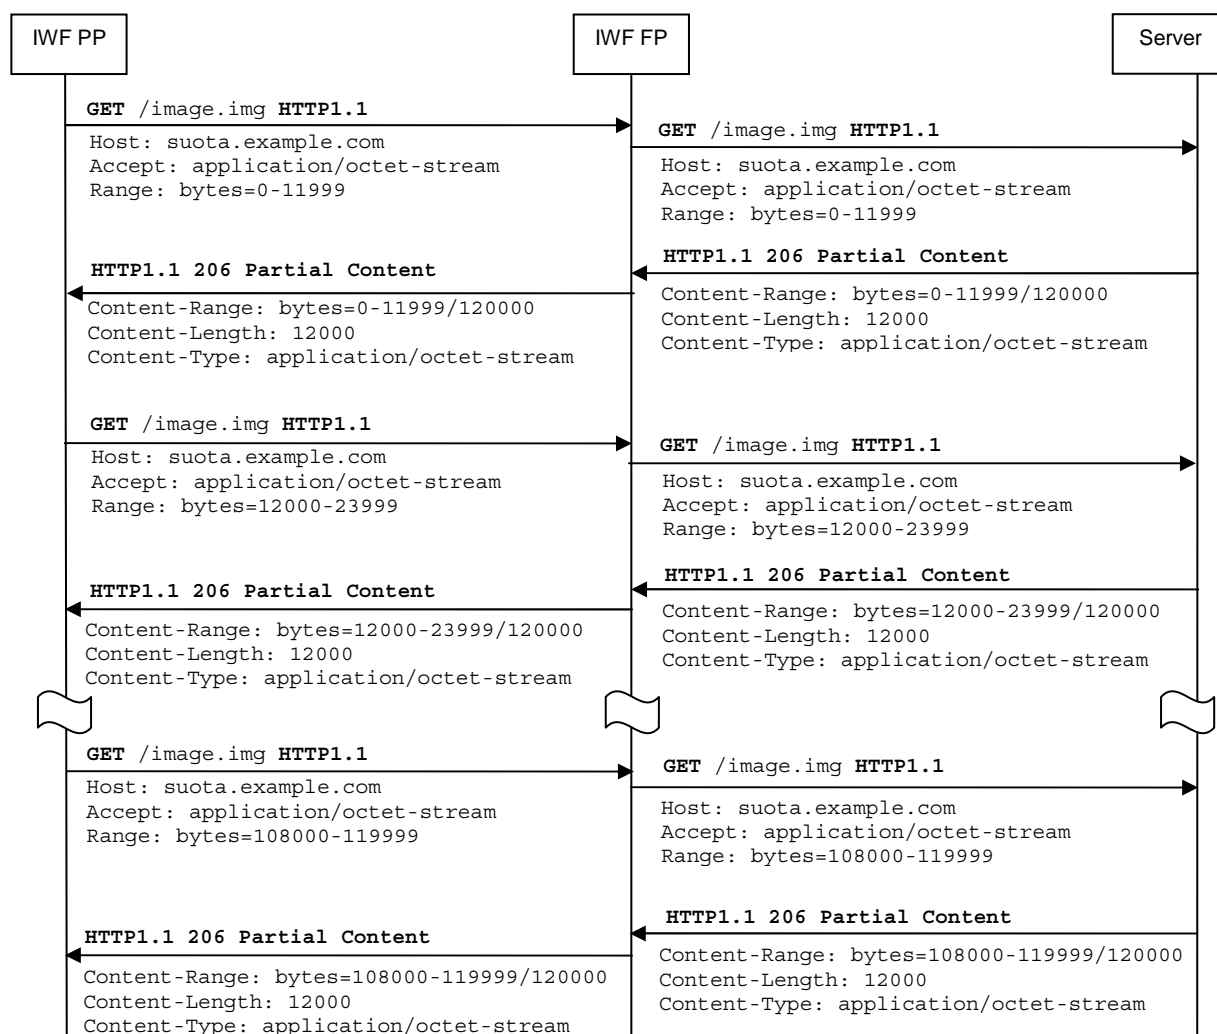 IWF PP
IWF FP
Server
GET /image.img HTTP1.1
Host: suota.example.com
Accept: application/octet-stream
Range: bytes=0-11999
GET /image.img HTTP1.1
Host: suota.example.com
Accept: application/octet-stream
Range: bytes=0-11999
HTTP1.1 206 Partial Content
Content-Range: bytes=0-11999/120000
Content-Length: 12000
Content-Type: application/octet-stream
HTTP1.1 206 Partial Content
Content-Range: bytes=0-11999/120000
Content-Length: 12000
Content-Type: application/octet-stream
GET /image.img HTTP1.1
Host: suota.example.com
Accept: application/octet-stream
Range: bytes=12000-23999
GET /image.img HTTP1.1
Host: suota.example.com
Accept: application/octet-stream
Range: bytes=12000-23999
HTTP1.1 206 Partial Content
Content-Range: bytes=12000-23999/120000
Content-Length: 12000
Content-Type: application/octet-stream
HTTP1.1 206 Partial Content
Content-Range: bytes=12000-23999/120000
Content-Length: 12000
Content-Type: application/octet-stream
GET /image.img HTTP1.1
Host: suota.example.com
Accept: application/octet-stream
Range: bytes=108000-119999
GET /image.img HTTP1.1
Host: suota.example.com
Accept: application/octet-stream
Range: bytes=108000-119999
HTTP1.1 206 Partial Content
Content-Range: bytes=108000-119999/120000
Content-Length: 12000
Content-Type: application/octet-stream
HTTP1.1 206 Partial Content
Content-Range: bytes=108000-119999/120000
Content-Length: 12000
Content-Type: application/octet-stream